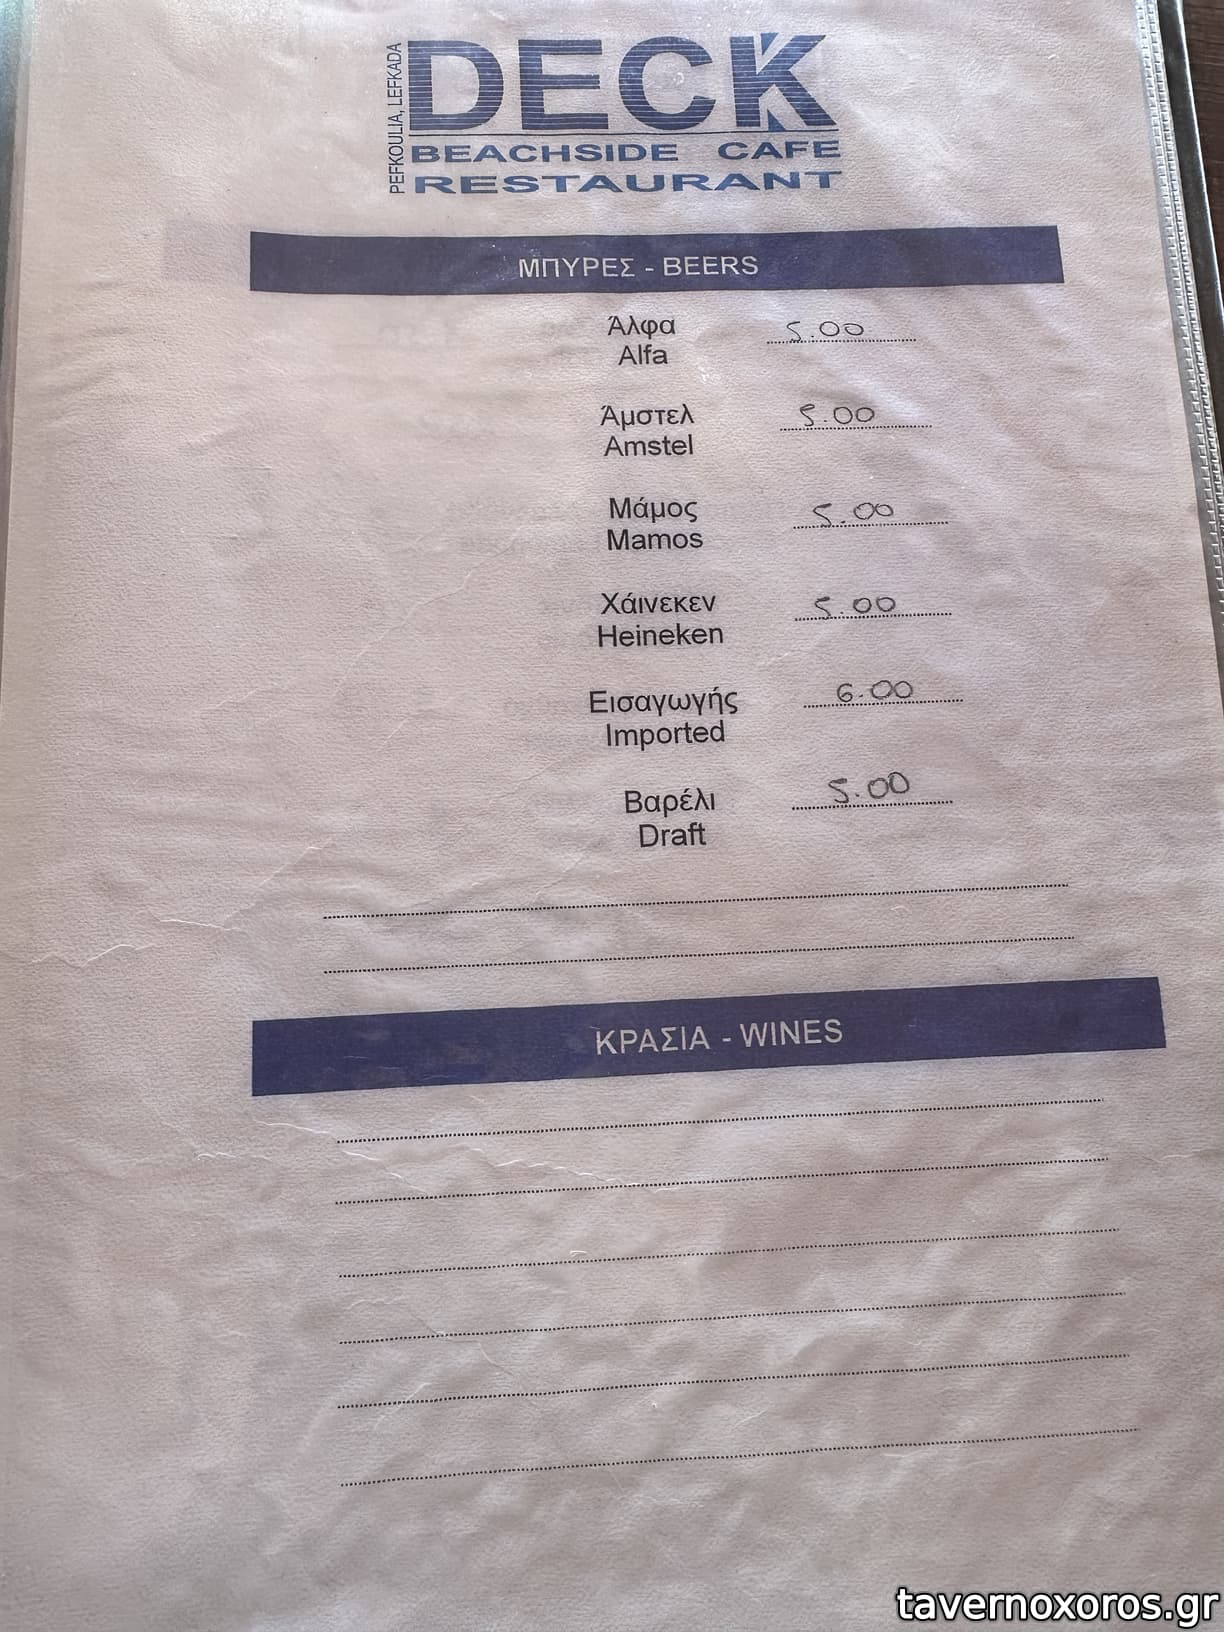 PEFKOULIA, LEFKADA
DECK
BEACHSIDE CAFE
RESTAURANT
ΜΠΥΡΕΣ - BEERS
Άλφα 5.00
Alfa
Άμστελ 5.00
Amstel
Μάμος 5.00
Mamos
Χάινεκεν 5.00
Heineken
Εισαγωγής 6.00
Imported
Βαρέλι 5.00
Draft
ΚΡΑΣΙΑ - WINES
tavernoxoros.gr